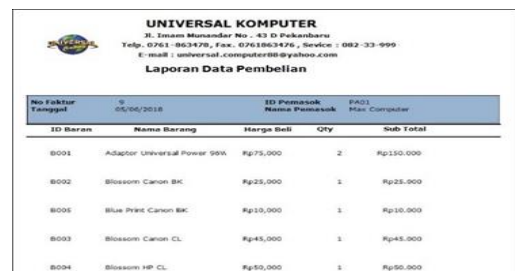 UNIVERSAL KOMPUTER
Jl. Imam Munandar No . 43 D Pekanbaru
Telp. 0761-863478, Fax. 0761863476 , Sevice : 082-33-999
E-mail : universal.computer88@yahoo.com
Laporan Data Pembelian
No Faktur 9 ID Pemasok PA01
Tanggal 05/06/2018 Nama Pemasok Max Computer
ID Baran Nama Barang Harga Beli Qty Sub Total
B001 Adaptor Universal Power 96W Rp75,000 2 Rp150.000
B002 Blossom Canon BK Rp25,000 1 Rp25.000
B005 Blue Print Canon BK Rp10,000 1 Rp10.000
B003 Blossom Canon CL Rp45,000 1 Rp45.000
B004 Blossom HP CL Rp50,000 1 Rp50.000